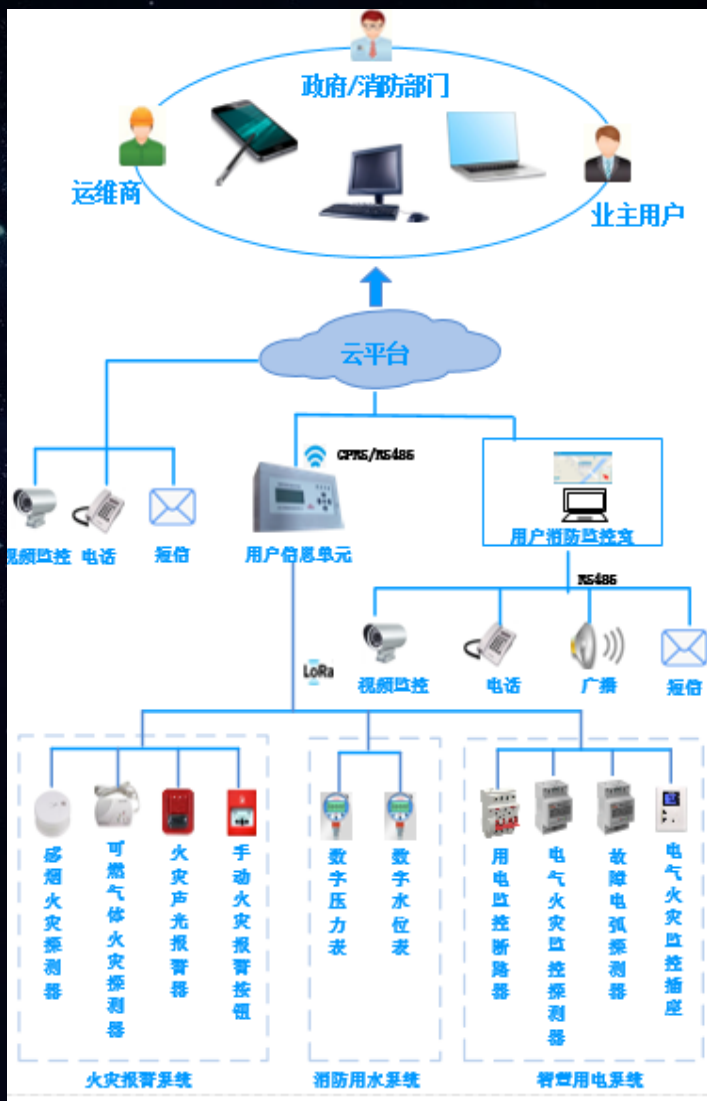 政府/消防部门
运维商
业主用户
云平台
GPRS/RS485
视频监控
电话
短信
用户信息单元
用户消防监控室
RS485
视频监控
电话
广播
短信
LoRa
感烟火灾探测器
可燃气体火灾探测器
火灾声光报警器
手动火灾报警按钮
数字压力表
数字水位表
用电监控断路器
电气火灾监控探测器
故障电弧探测器
电气火灾监控插座
火灾报警系统
消防用水系统
智慧用电系统